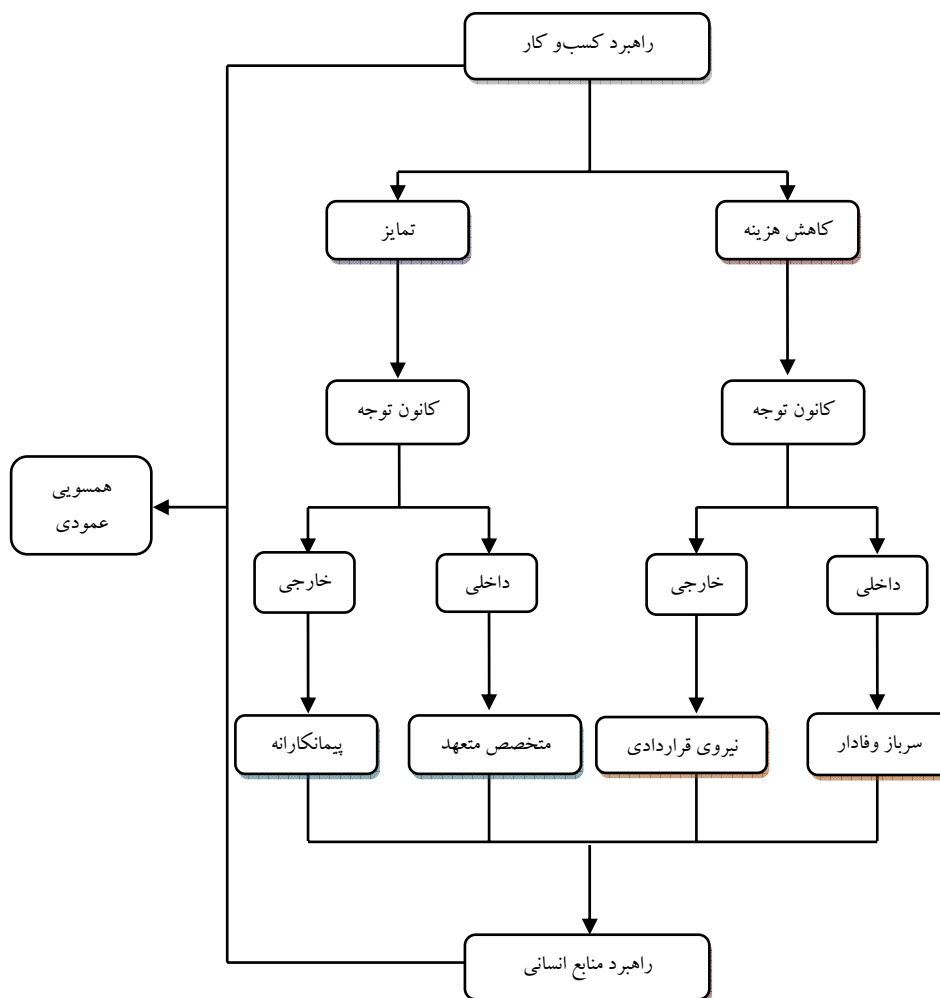 راهبرد کسب‌و کار
کاهش هزینه
تمایز
کانون توجه
کانون توجه
همسویی
عمودی
داخلی
خارجی
داخلی
خارجی
سرباز وفادار
نیروی قراردادی
متخصص متعهد
پیمانکارانه
راهبرد منابع انسانی